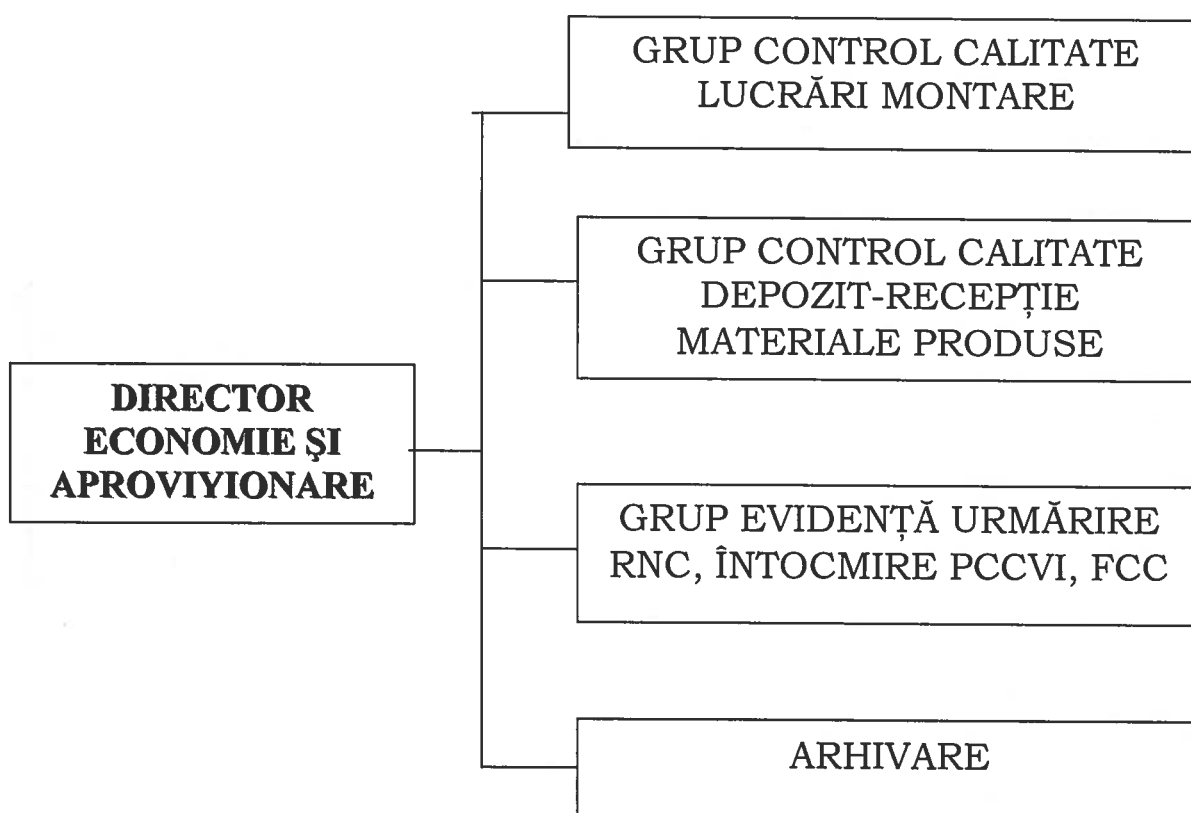 GRUP CONTROL CALITATE
LUCRĂRI MONTARE
GRUP CONTROL CALITATE
DEPOZIT-RECEPȚIE
MATERIALE PRODUSE
DIRECTOR
ECONOMIE ŞI
APROVIYIONARE
GRUP EVIDENȚĂ URMĂRIRE
RNC, ÎNTOCMIRE PCCVI, FCC
ARHIVARE